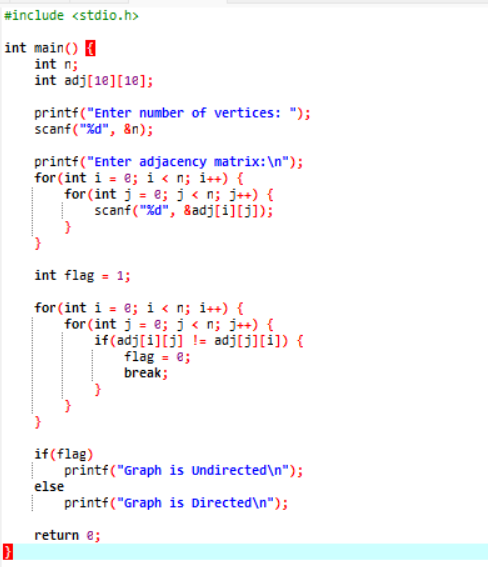 #include <stdio.h>
int main() {
int n;
int adj[10][10];
printf("Enter number of vertices: ");
scanf("%d", &n);
printf("Enter adjacency matrix:\n");
for(int i = 0; i < n; i++) {
for(int j = 0; j < n; j++) {
scanf("%d", &adj[i][j]);
}
}
int flag = 1;
for(int i = 0; i < n; i++) {
for(int j = 0; j < n; j++) {
if(adj[i][j] != adj[j][i]) {
flag = 0;
break;
}
}
}
if(flag)
printf("Graph is Undirected\n");
else
printf("Graph is Directed\n");
return 0;
}